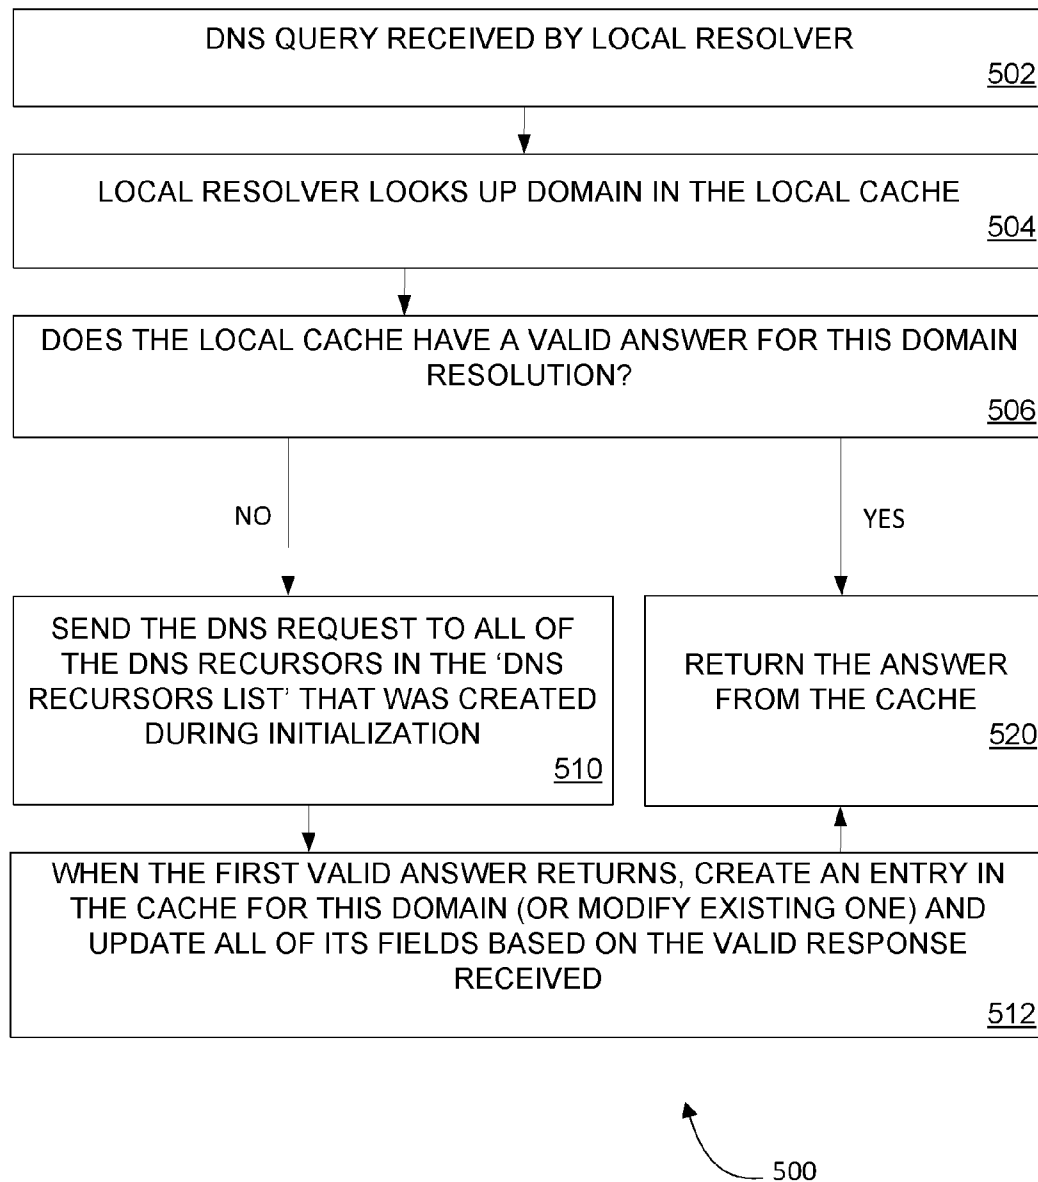 DNS QUERY RECEIVED BY LOCAL RESOLVER
502
LOCAL RESOLVER LOOKS UP DOMAIN IN THE LOCAL CACHE
504
DOES THE LOCAL CACHE HAVE A VALID ANSWER FOR THIS DOMAIN
RESOLUTION?
506
NO
YES
SEND THE DNS REQUEST TO ALL OF
THE DNS RECURSORS IN THE ‘DNS
RECURSORS LIST’ THAT WAS CREATED
DURING INITIALIZATION
510
RETURN THE ANSWER
FROM THE CACHE
520
WHEN THE FIRST VALID ANSWER RETURNS, CREATE AN ENTRY IN
THE CACHE FOR THIS DOMAIN (OR MODIFY EXISTING ONE) AND
UPDATE ALL OF ITS FIELDS BASED ON THE VALID RESPONSE
RECEIVED
512
500